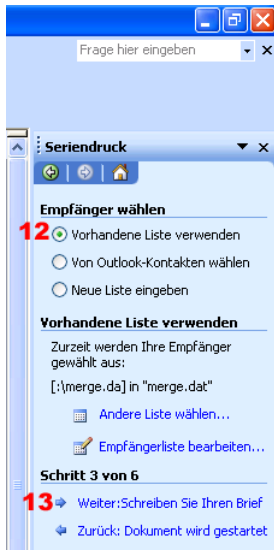 Frage hier eingeben
Seriendruck
Empfänger wählen
12 Vorhandene Liste verwenden
Von Outlook-Kontakten wählen
Neue Liste eingeben
Vorhandene Liste verwenden
Zurzeit werden Ihre Empfänger
gewählt aus:
[:\merge.da] in "merge.dat"
Andere Liste wählen...
Empfängerliste bearbeiten...
Schritt 3 von 6
13 Weiter:Schreiben Sie Ihren Brief
Zurück: Dokument wird gestartet